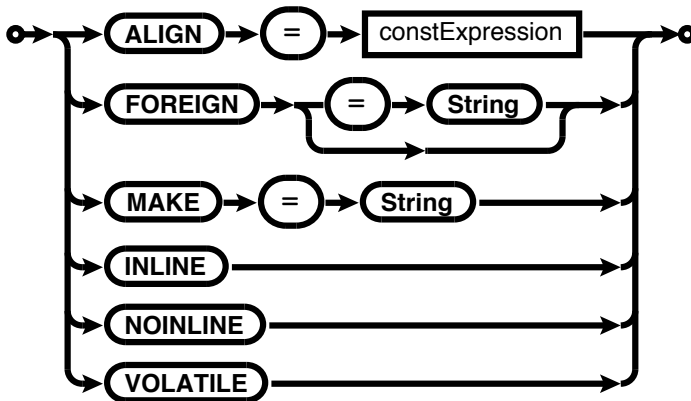 ALIGN = constExpression
FOREIGN = String
MAKE = String
INLINE
NOINLINE
VOLATILE